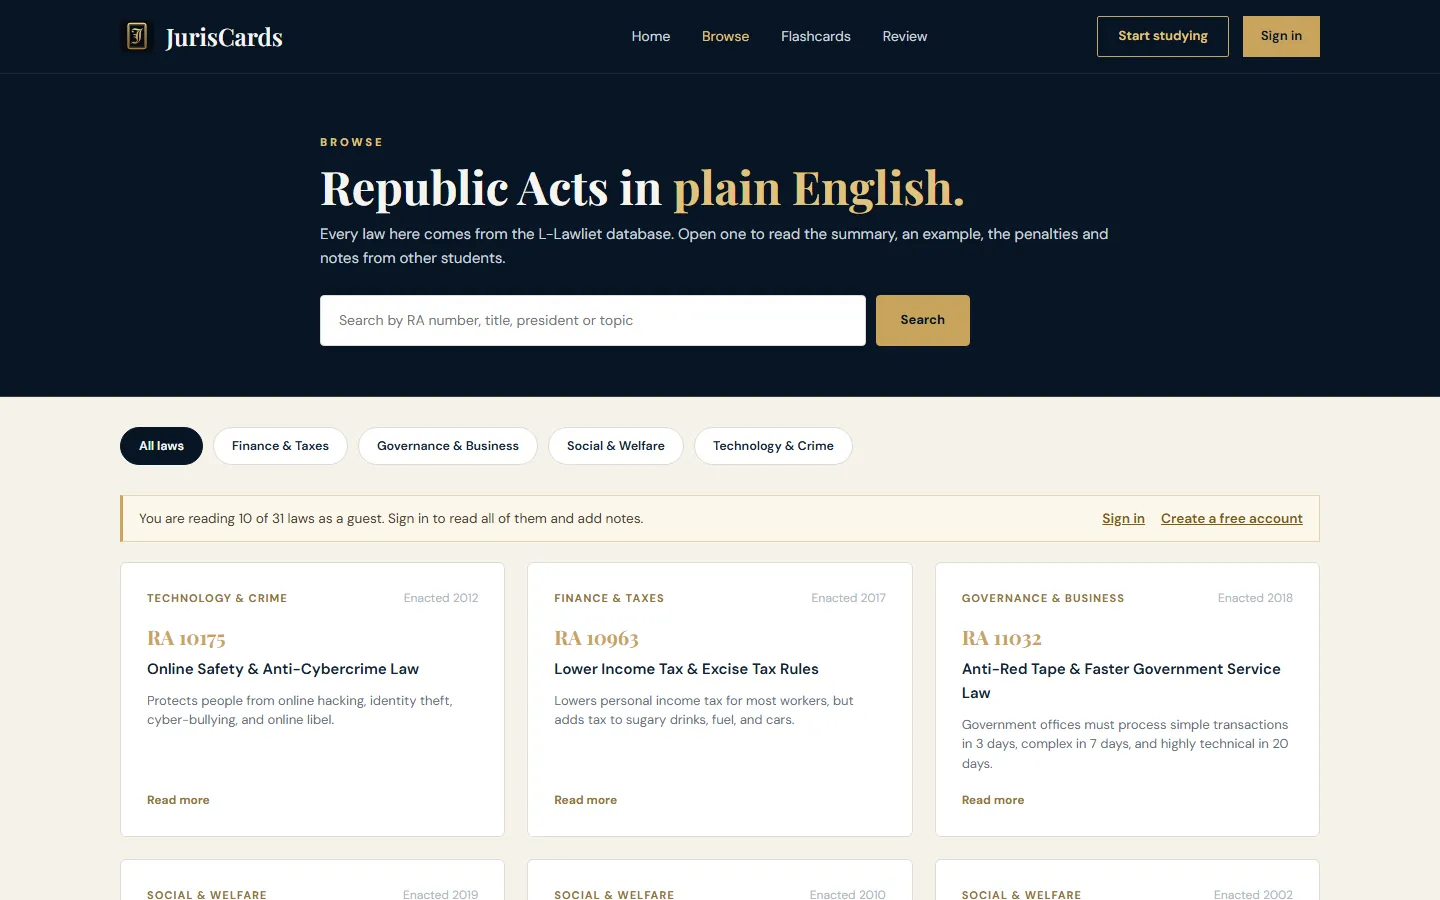 JurisCards
Home
Browse
Flashcards
Review
Start studying
Sign in
BROWSE
Republic Acts in plain English.
Every law here comes from the L-Lawliet database. Open one to read the summary, an example, the penalties and
notes from other students.
Search by RA number, title, president or topic
Search
All laws
Finance & Taxes
Governance & Business
Social & Welfare
Technology & Crime
You are reading 10 of 31 laws as a guest. Sign in to read all of them and add notes.
Sign in
Create a free account
TECHNOLOGY & CRIME
Enacted 2012
RA 10175
Online Safety & Anti-Cybercrime Law
Protects people from online hacking, identity theft,
cyber-bullying, and online libel.
Read more
FINANCE & TAXES
Enacted 2017
RA 10963
Lower Income Tax & Excise Tax Rules
Lowers personal income tax for most workers, but
adds tax to sugary drinks, fuel, and cars.
Read more
GOVERNANCE & BUSINESS
Enacted 2018
RA 11032
Anti-Red Tape & Faster Government Service
Law
Government offices must process simple transactions
in 3 days, complex in 7 days, and highly technical in 20
days.
Read more
SOCIAL & WELFARE
Enacted 2019
SOCIAL & WELFARE
Enacted 2010
SOCIAL & WELFARE
Enacted 2002